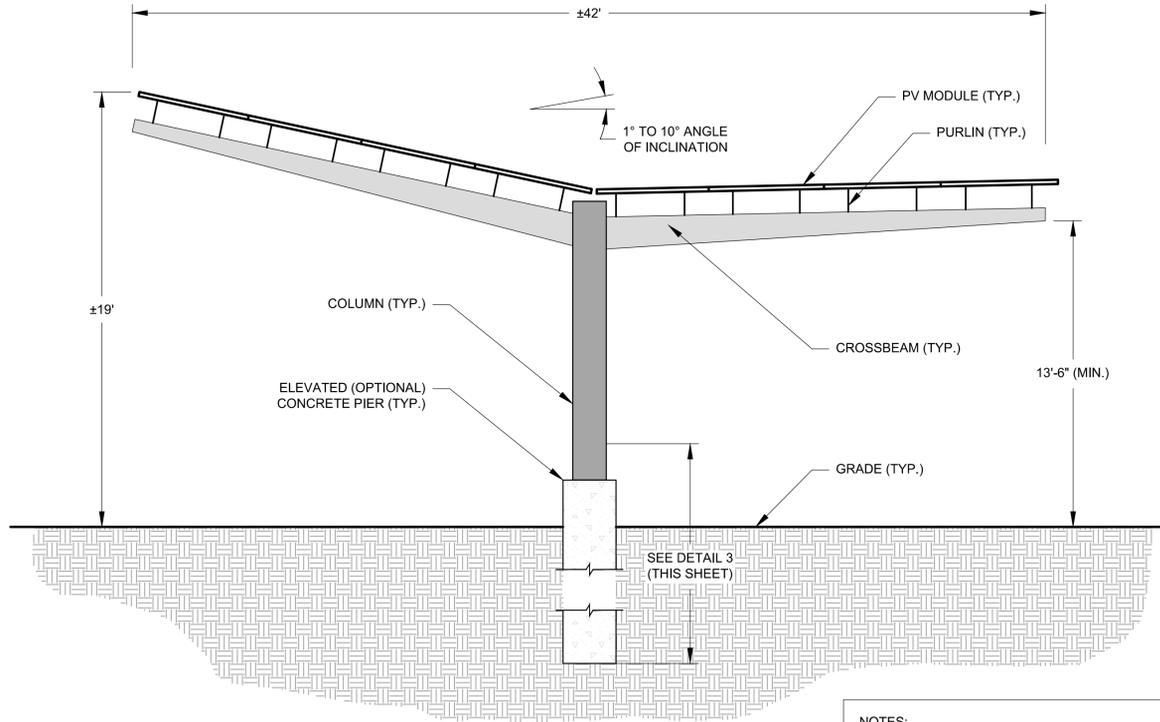 ±42'
1° TO 10° ANGLE
OF INCLINATION
PV MODULE (TYP.)
PURLIN (TYP.)
±19'
COLUMN (TYP.)
CROSSBEAM (TYP.)
13'-6" (MIN.)
ELEVATED (OPTIONAL)
CONCRETE PIER (TYP.)
GRADE (TYP.)
SEE DETAIL 3
(THIS SHEET)
NOTES: